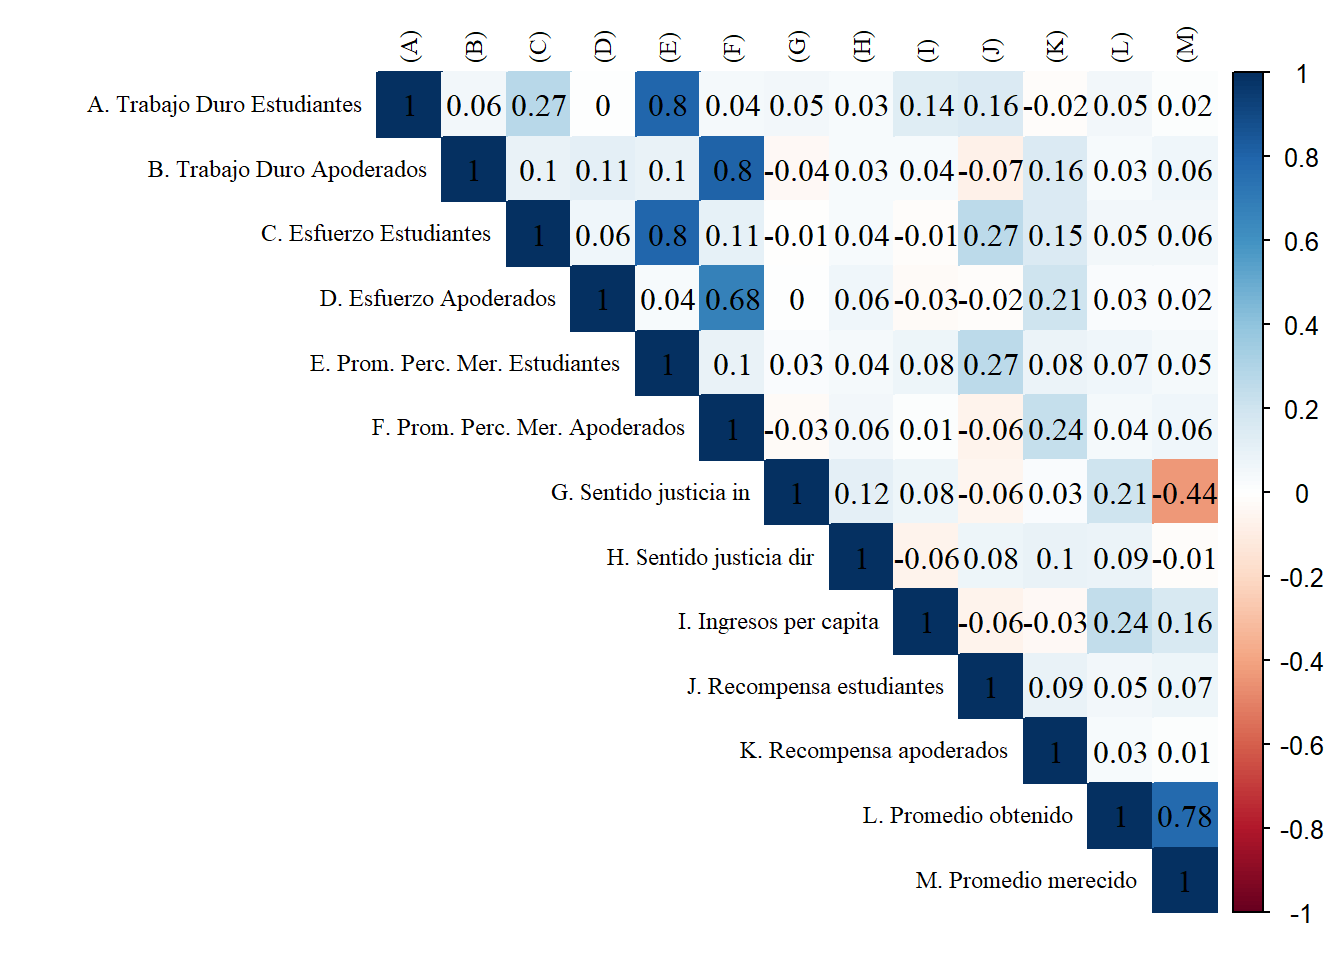 (A) (B) (C) (D) (E) (F) (G) (H) (I) (J) (K) (L) (M)
A. Trabajo Duro Estudiantes 1 0.06 0.27 0 0.8 0.04 0.05 0.03 0.14 0.16 -0.02 0.05 0.02
B. Trabajo Duro Apoderados 1 0.1 0.11 0.1 0.8 -0.04 0.03 0.04 -0.07 0.16 0.03 0.06
C. Esfuerzo Estudiantes 1 0.06 0.8 0.11 -0.01 0.04 -0.01 0.27 0.15 0.05 0.06
D. Esfuerzo Apoderados 1 0.04 0.68 0 0.06 -0.03 -0.02 0.21 0.03 0.02
E. Prom. Perc. Mer. Estudiantes 1 0.1 0.03 0.04 0.08 0.27 0.08 0.07 0.05
F. Prom. Perc. Mer. Apoderados 1 -0.03 0.06 0.01 -0.06 0.24 0.04 0.06
G. Sentido justicia in 1 0.12 0.08 -0.06 0.03 0.21 -0.44
H. Sentido justicia dir 1 -0.06 0.08 0.1 0.09 -0.01
I. Ingresos per capita 1 -0.06 -0.03 0.24 0.16
J. Recompensa estudiantes 1 0.09 0.05 0.07
K. Recompensa apoderados 1 0.03 0.01
L. Promedio obtenido 1 0.78
M. Promedio merecido 1
1
0.8
0.6
0.4
0.2
0
-0.2
-0.4
-0.6
-0.8
-1